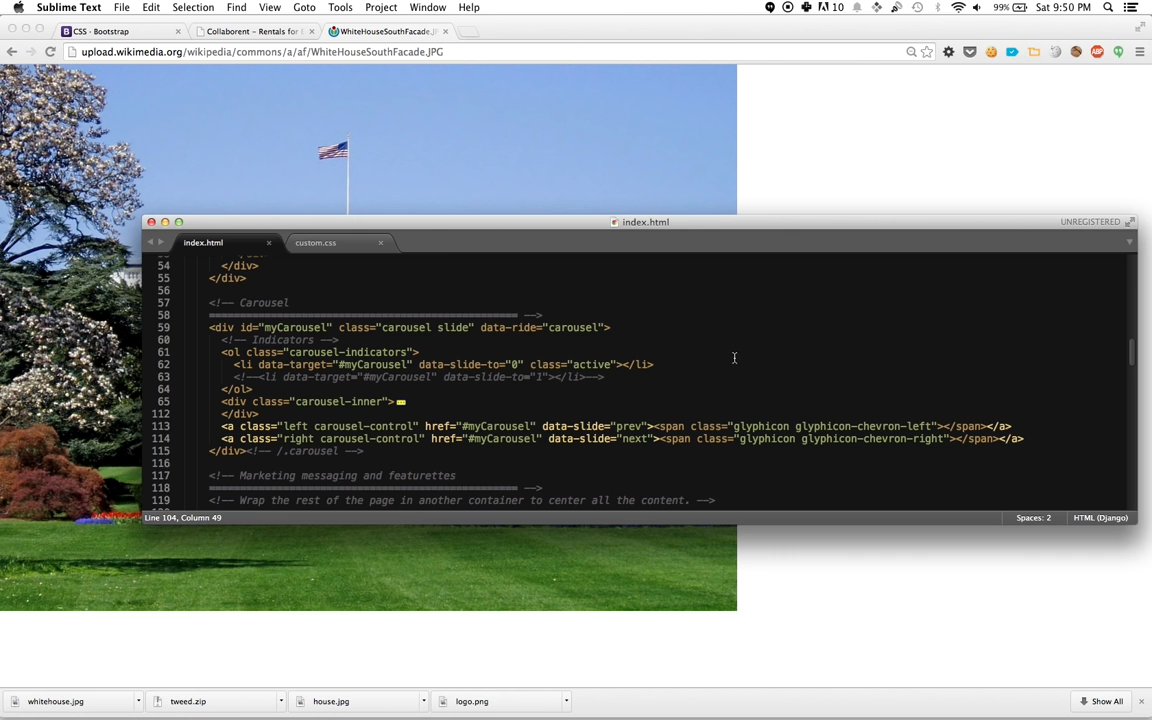 Sublime Text File Edit Selection Find View Goto Tools Project Window Help 10 99% Sat 9:50 PM
CSS · Bootstrap Collaborent – Rentals for E WhiteHouseSouthFacade.JP
upload.wikimedia.org/wikipedia/commons/a/af/WhiteHouseSouthFacade.JPG
ABP
index.html UNREGISTERED
index.html custom.css
54 </div>
55 </div>
56
57 <!-- Carousel
58 ================================================== -->
59 <div id="myCarousel" class="carousel slide" data-ride="carousel">
60 <!-- Indicators -->
61 <ol class="carousel-indicators">
62 <li data-target="#myCarousel" data-slide-to="0" class="active"></li>
63 <!--<li data-target="#myCarousel" data-slide-to="1"></li>-->
64 </ol>
65 <div class="carousel-inner">
112 </div>
113 <a class="left carousel-control" href="#myCarousel" data-slide="prev"><span class="glyphicon glyphicon-chevron-left"></span></a>
114 <a class="right carousel-control" href="#myCarousel" data-slide="next"><span class="glyphicon glyphicon-chevron-right"></span></a>
115 </div><!-- /.carousel -->
116
117 <!-- Marketing messaging and featurettes
118 ================================================== -->
119 <!-- Wrap the rest of the page in another container to center all the content. -->
Line 104, Column 49 Spaces: 2 HTML (Django)
whitehouse.jpg tweed.zip house.jpg logo.png Show All